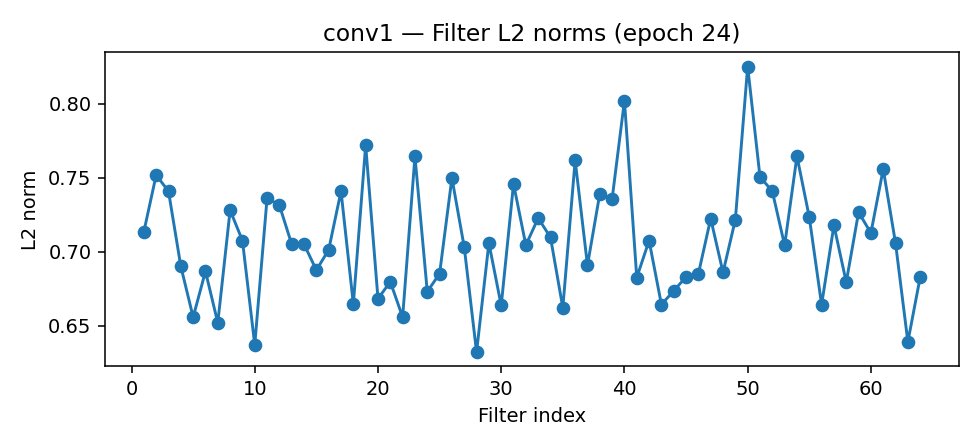 conv1 — Filter L2 norms (epoch 24)
0.80
0.75
0.70
0.65
L2 norm
0 10 20 30 40 50 60
Filter index